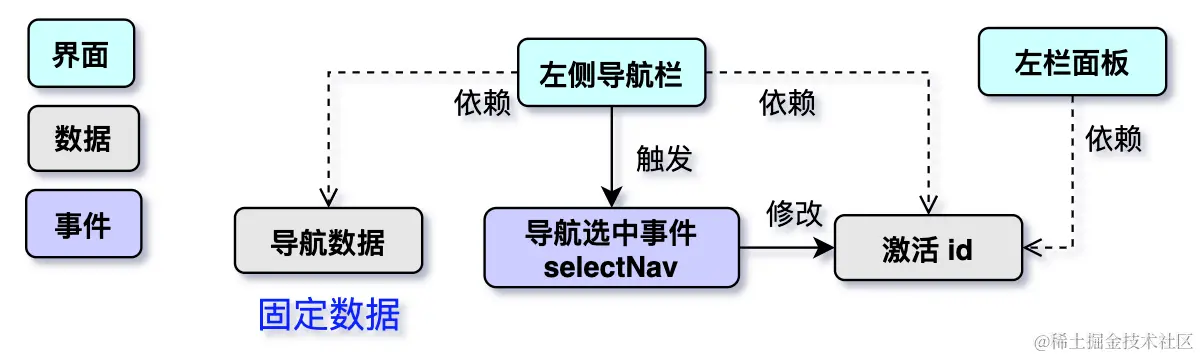 界面
数据
事件
左侧导航栏
左栏面板
依赖
依赖
依赖
触发
导航数据
导航选中事件
selectNav
修改
激活 id
固定数据
@稀土掘金技术社区